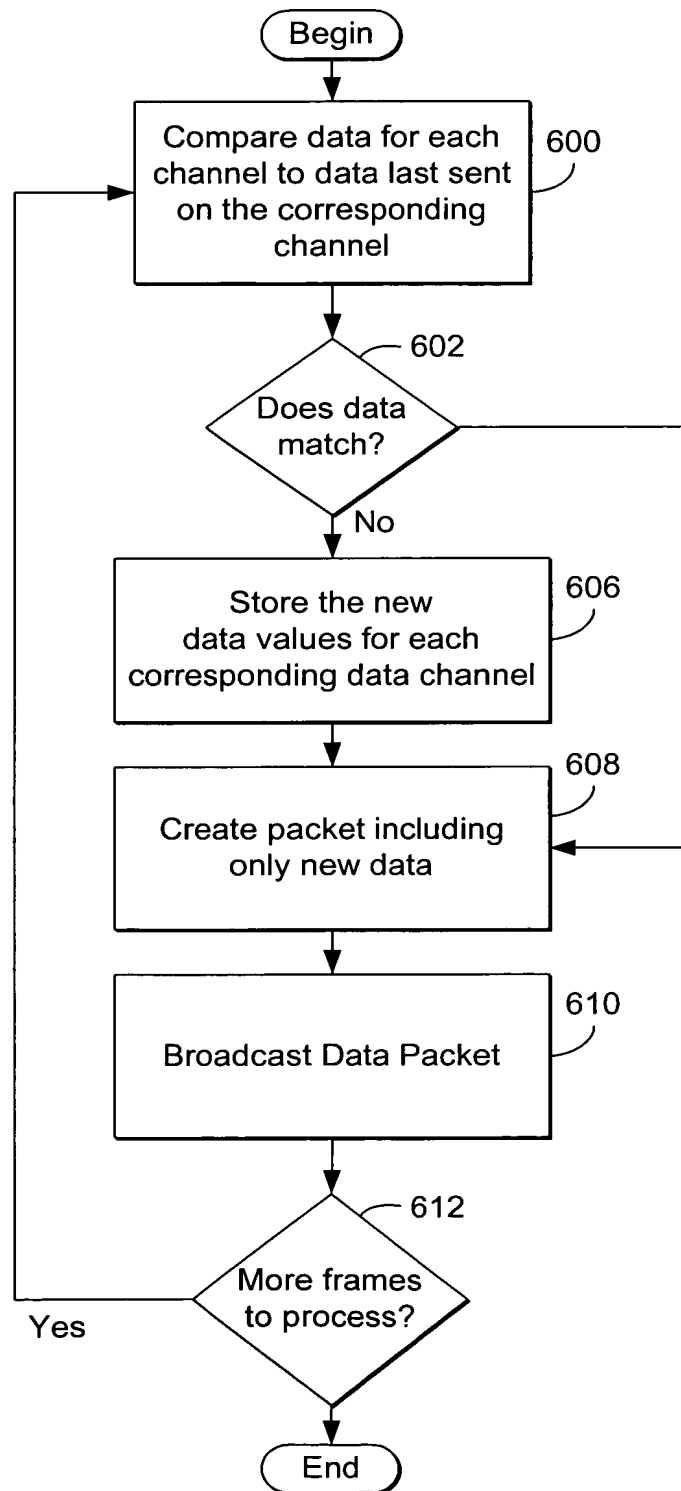 Begin
Compare data for each
channel to data last sent
on the corresponding
channel
600
602
Does data
match?
No
Store the new
data values for each
corresponding data channel
606
608
Create packet including
only new data
610
Broadcast Data Packet
612
More frames
to process?
Yes
End